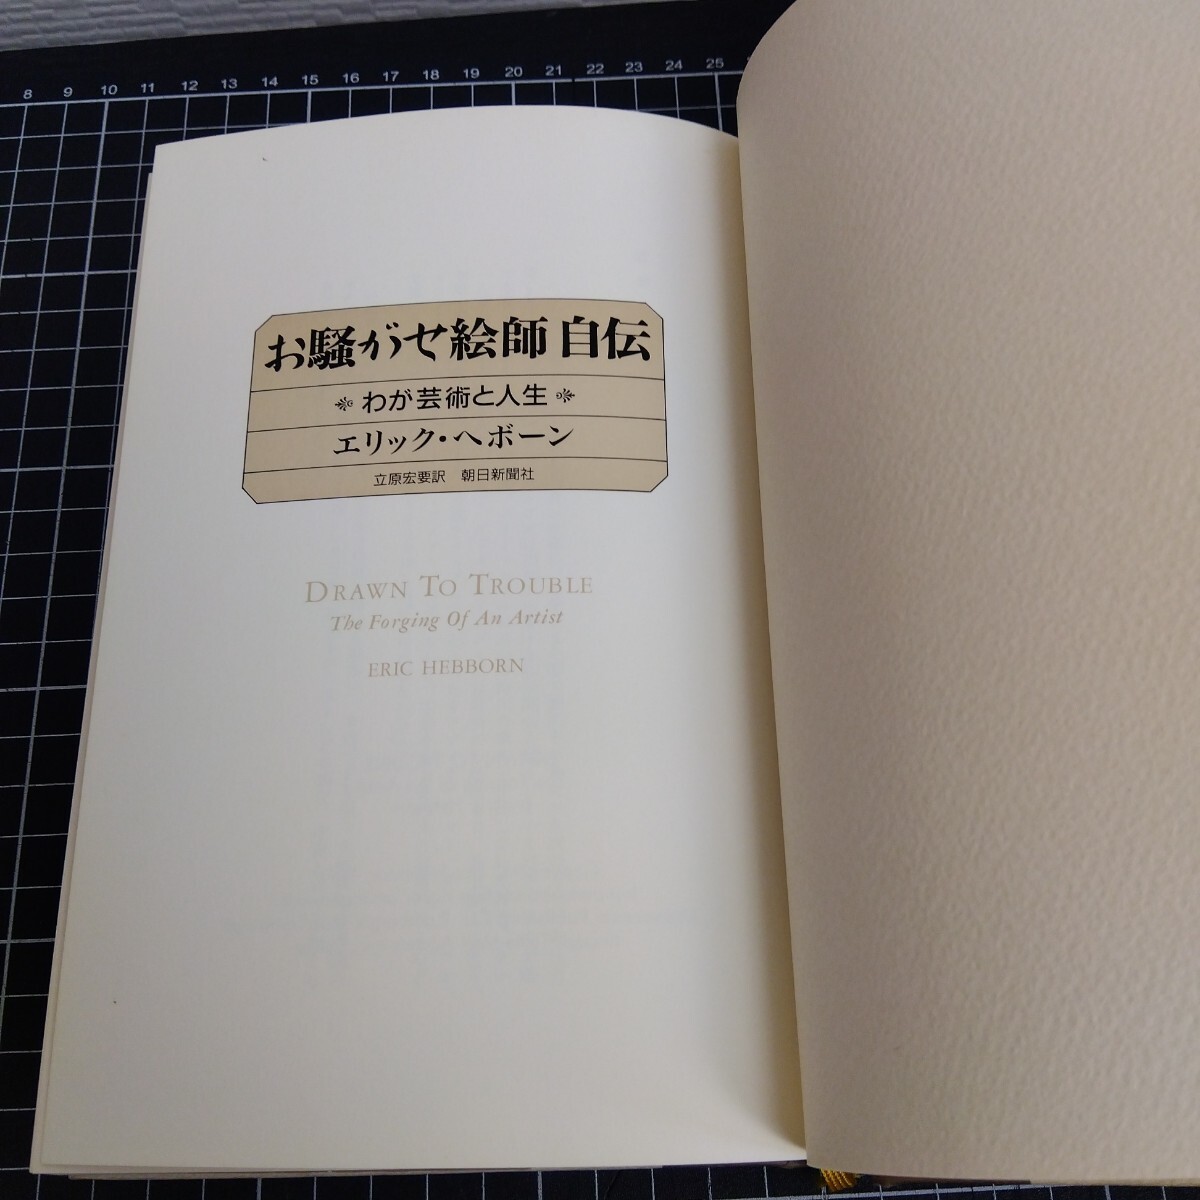 8 9 10 11 12 13 14 15 16 17 18 19 20 21 22 23 24 25
お騒がせ絵師 自伝
わが芸術と人生
エリック・ヘボーン
立原宏要訳 朝日新聞社
DRAWN TO TROUBLE
The Forging Of An Artist
ERIC HEBBORN